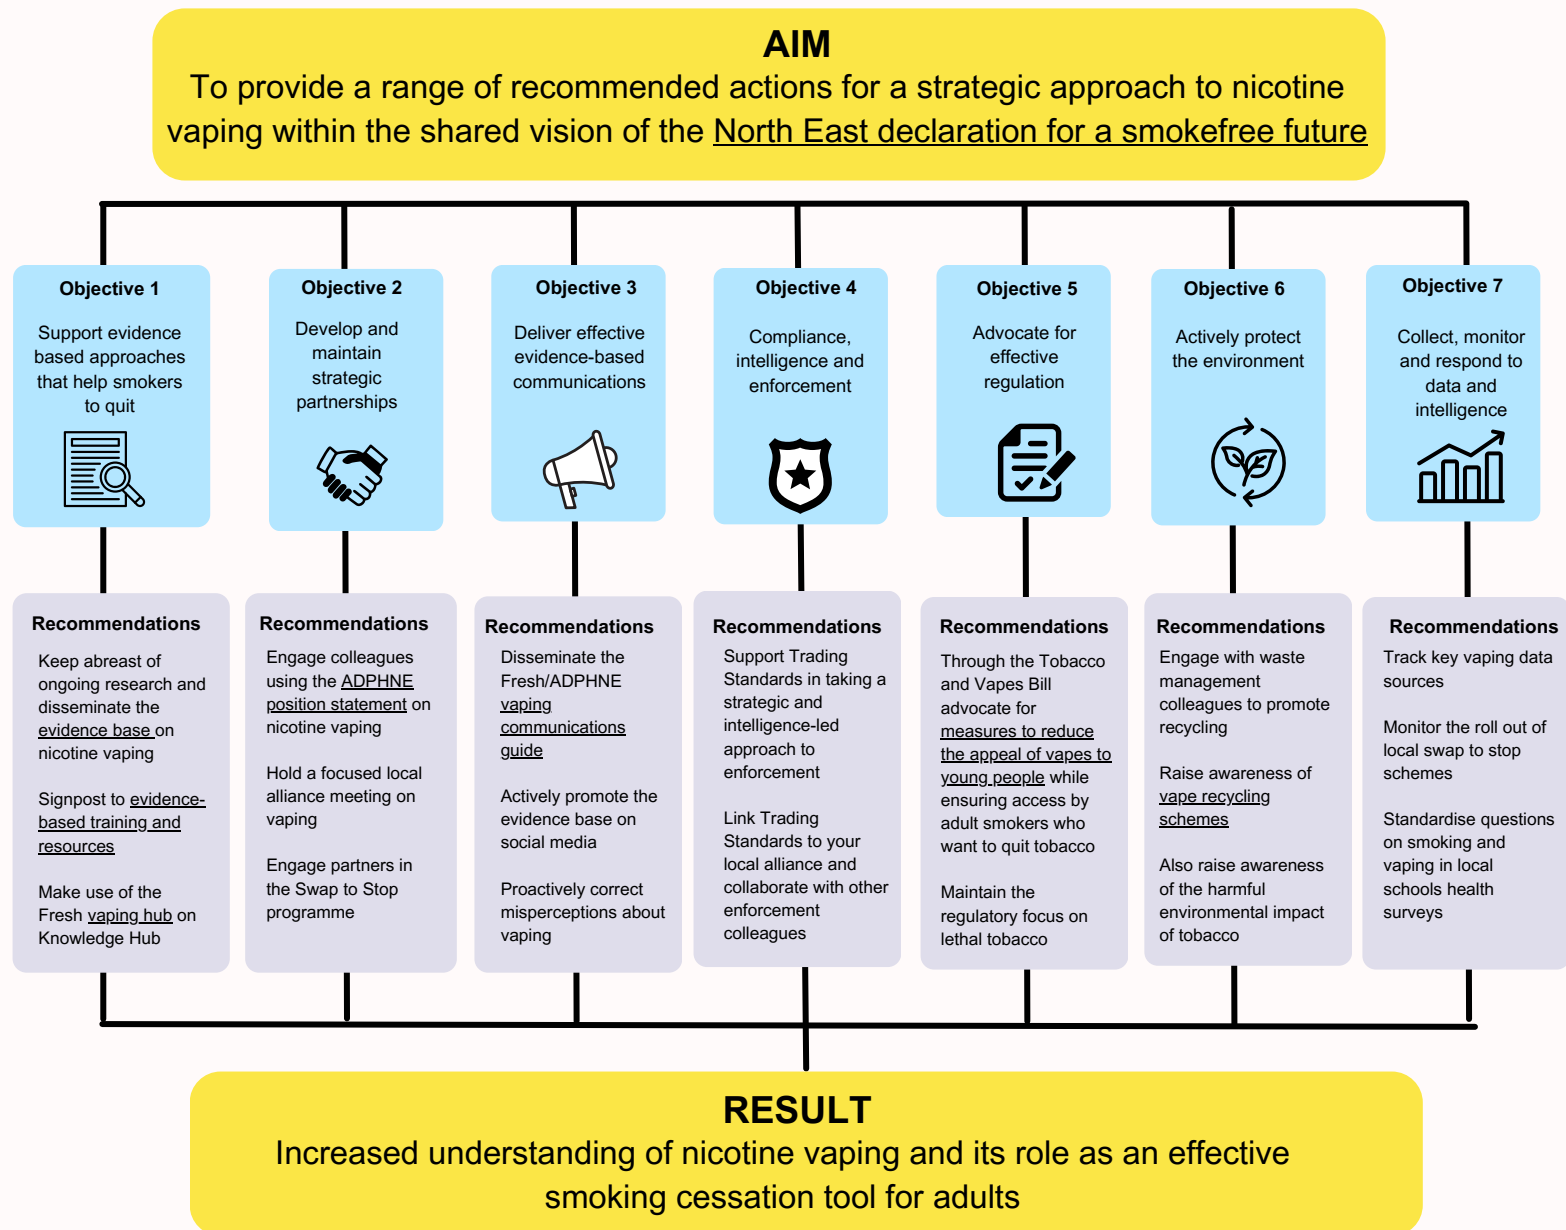 AIM
To provide a range of recommended actions for a strategic approach to nicotine
vaping within the shared vision of the North East declaration for a smokefree future
Objective 1
Support evidence
based approaches
that help smokers
to quit
Objective 2
Develop and
maintain
strategic
partnerships
Objective 3
Deliver effective
evidence-based
communications
Objective 4
Compliance,
intelligence and
enforcement
Objective 5
Advocate for
effective
regulation
Objective 6
Actively protect
the environment
Objective 7
Collect, monitor
and respond to
data and
intelligence
Recommendations
Keep abreast of
ongoing research and
disseminate the
evidence base on
nicotine vaping
Signpost to evidence-
based training and
resources
Make use of the
Fresh vaping hub on
Knowledge Hub
Recommendations
Engage colleagues
using the ADPHNE
position statement on
nicotine vaping
Hold a focused local
alliance meeting on
vaping
Engage partners in
the Swap to Stop
programme
Recommendations
Disseminate the
Fresh/ADPHNE
vaping
communications
guide
Actively promote the
evidence base on
social media
Proactively correct
misperceptions about
vaping
Recommendations
Support Trading
Standards in taking a
strategic and
intelligence-led
approach to
enforcement
Link Trading
Standards to your
local alliance and
collaborate with other
enforcement
colleagues
Recommendations
Through the Tobacco
and Vapes Bill
advocate for
measures to reduce
the appeal of vapes to
young people while
ensuring access by
adult smokers who
want to quit tobacco
Maintain the
regulatory focus on
lethal tobacco
Recommendations
Engage with waste
management
colleagues to promote
recycling
Raise awareness of
vape recycling
schemes
Also raise awareness
of the harmful
environmental impact
of tobacco
Recommendations
Track key vaping data
sources
Monitor the roll out of
local swap to stop
schemes
Standardise questions
on smoking and
vaping in local
schools health
surveys
RESULT
Increased understanding of nicotine vaping and its role as an effective
smoking cessation tool for adults